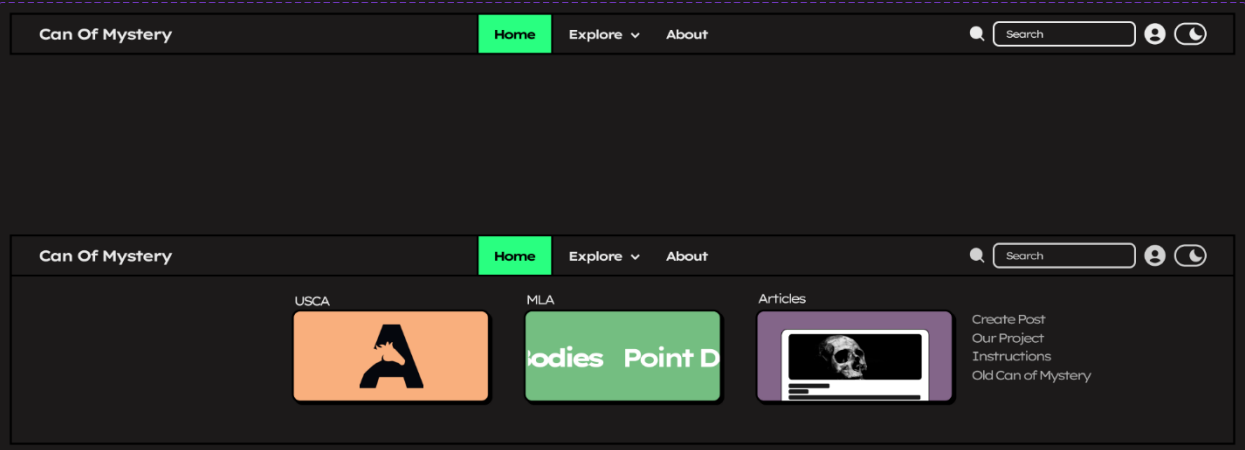 Can Of Mystery Home Explore About Search
Can Of Mystery Home Explore About Search
USCA MLA Articles
A
odies Point D
Create Post
Our Project
Instructions
Old Can of Mystery